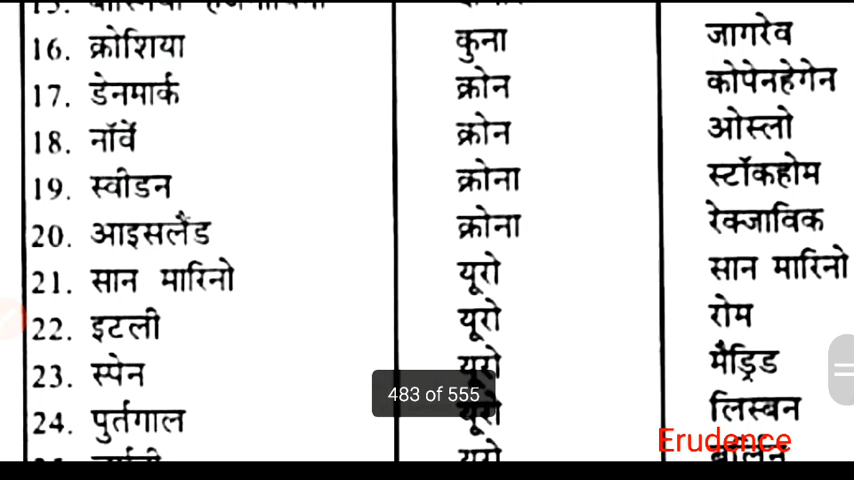 16. क्रोशिया कुना जागरेव
17. डेनमार्क क्रोन कोपेनहेगेन
18. नॉर्वे क्रोन ओस्लो
19. स्वीडन क्रोना स्टॉकहोम
20. आइसलैंड क्रोना रेक्जाविक
21. सान मारिनो यूरो सान मारिनो
22. इटली यूरो रोम
23. स्पेन यूरो मैड्रिड
483 of 555
24. पुर्तगाल यूरो लिस्बन
Erudence